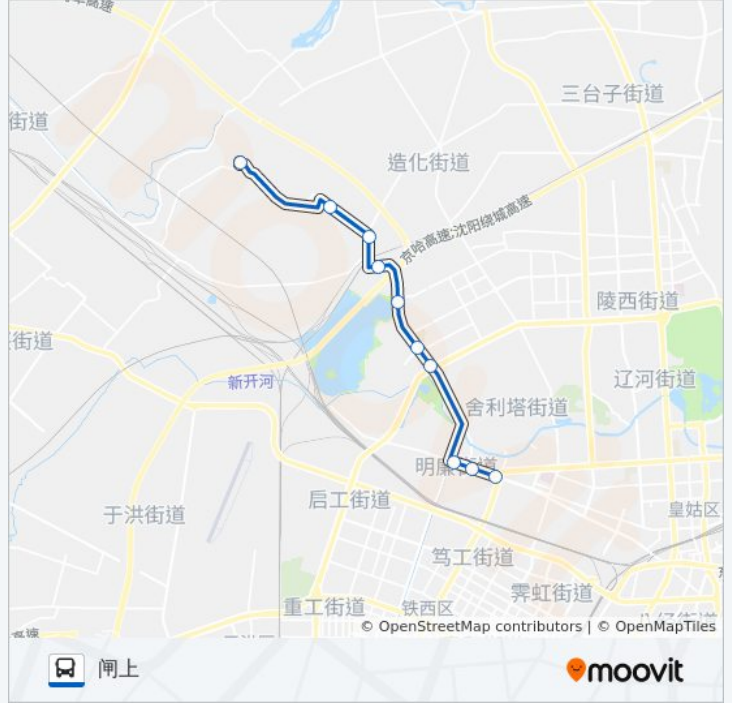 三台子街道
街道
造化街道
京哈高速;沈阳绕城高速
陵西街道
街道
辽河街道
新开河
舍利塔街道
明廉街道
启工街道
于洪街道
皇姑区
笃工街道
霁虹街道
重工街道
铁西区
© OpenStreetMap contributors | © OpenMapTiles
闸上
moovit